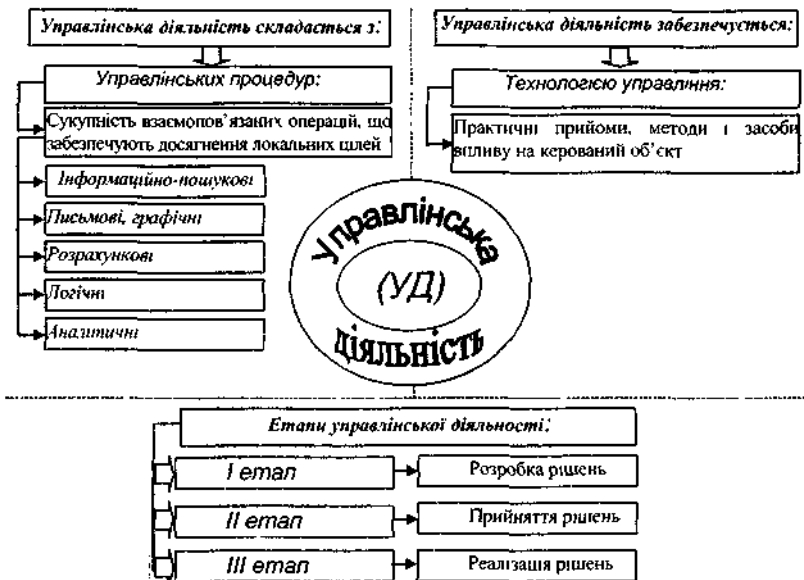 Управлінська діяльність складається з:
Управлінських процедур:
Сукупність взаємопов'язаних операцій, що
забезпечують досягнення локальних цілей
Інформаційно-пошукові
Письмові, графічні
Розрахункові
Логічні
Аналітичні
Управлінська діяльність забезпечується:
Технологією управління:
Практичні прийоми, методи і засоби
впливу на керований об'єкт
Управлінська
(УД)
діяльність
Етапи управлінської діяльності:
I етап
Розробка рішень
II етап
Прийняття рішень
III етап
Реалізація рішень